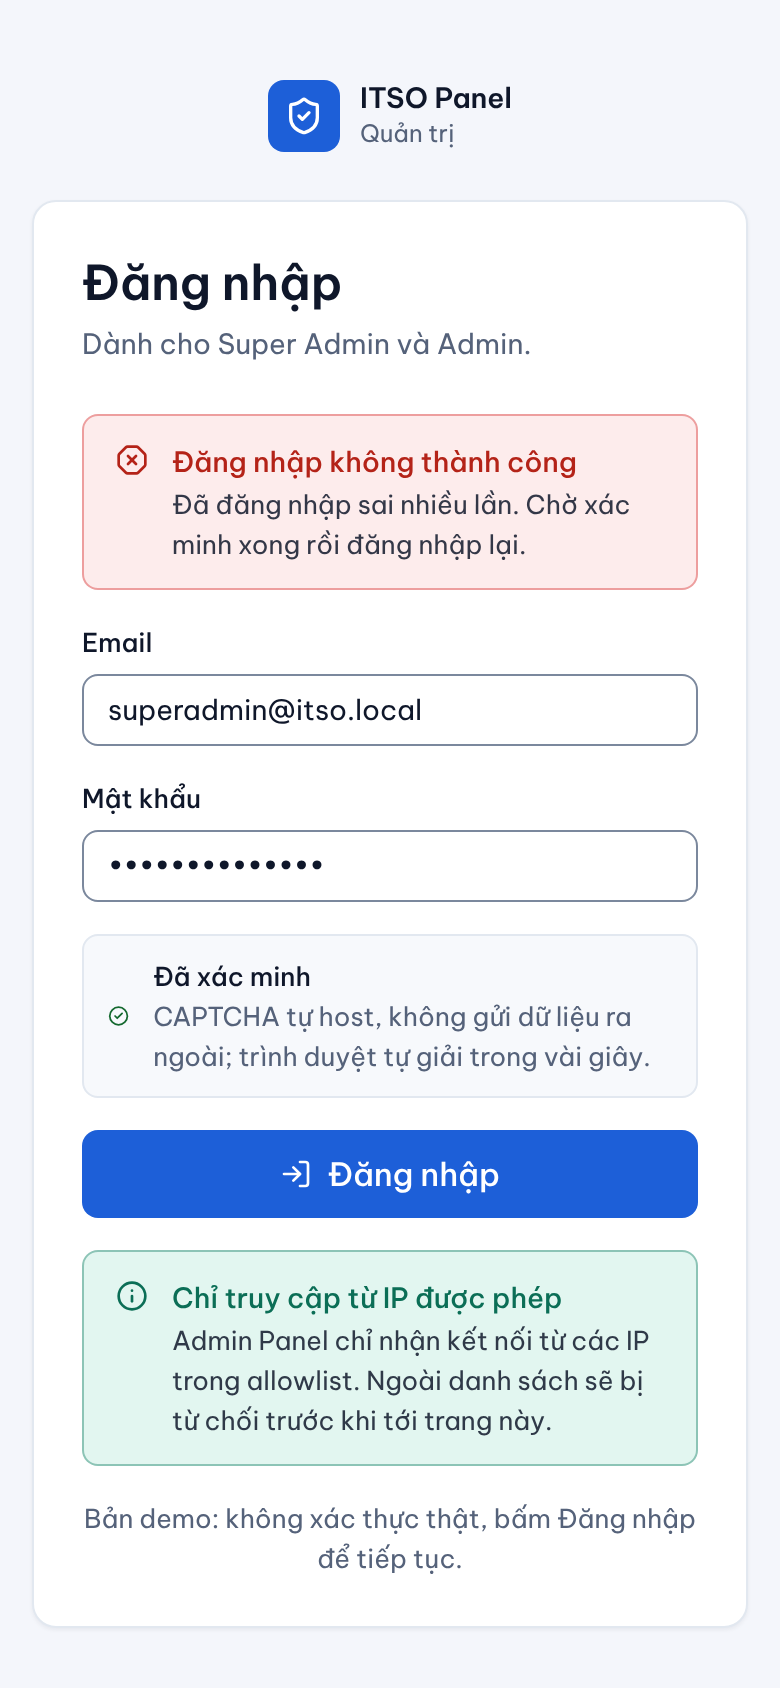 ITSO Panel
Quản trị
Đăng nhập
Dành cho Super Admin và Admin.
Đăng nhập không thành công
Đã đăng nhập sai nhiều lần. Chờ xác
minh xong rồi đăng nhập lại.
Email
superadmin@itso.local
Mật khẩu
••••••••••••••
Đã xác minh
CAPTCHA tự host, không gửi dữ liệu ra
ngoài; trình duyệt tự giải trong vài giây.
Đăng nhập
Chỉ truy cập từ IP được phép
Admin Panel chỉ nhận kết nối từ các IP
trong allowlist. Ngoài danh sách sẽ bị
từ chối trước khi tới trang này.
Bản demo: không xác thực thật, bấm Đăng nhập
để tiếp tục.